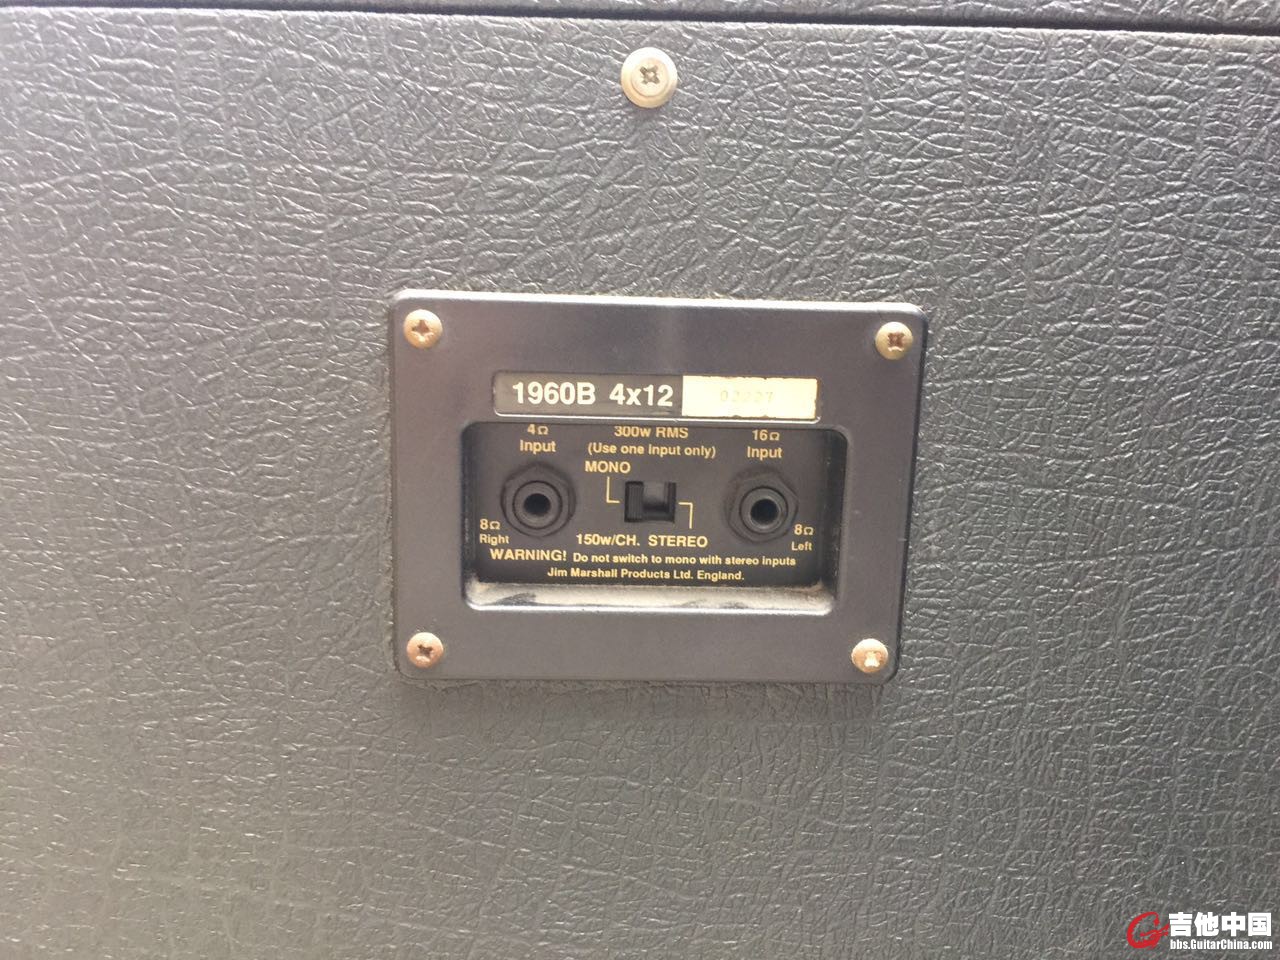 1960B 4x12
4Ω Input
300w RMS
(Use one input only)
16Ω Input
MONO
8Ω Right
150w/CH. STEREO
8Ω Left
WARNING! Do not switch to mono with stereo inputs
Jim Marshall Products Ltd. England.
吉他中国
bbs.GuitarChina.com